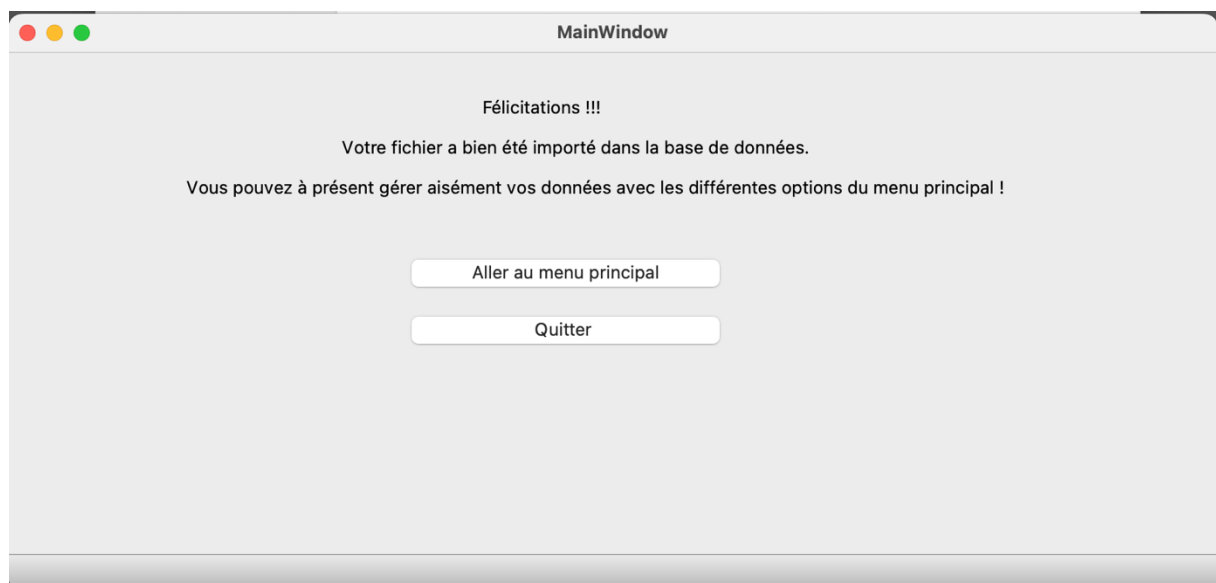 MainWindow
Félicitations !!!
Votre fichier a bien été importé dans la base de données.
Vous pouvez à présent gérer aisément vos données avec les différentes options du menu principal !
Aller au menu principal
Quitter